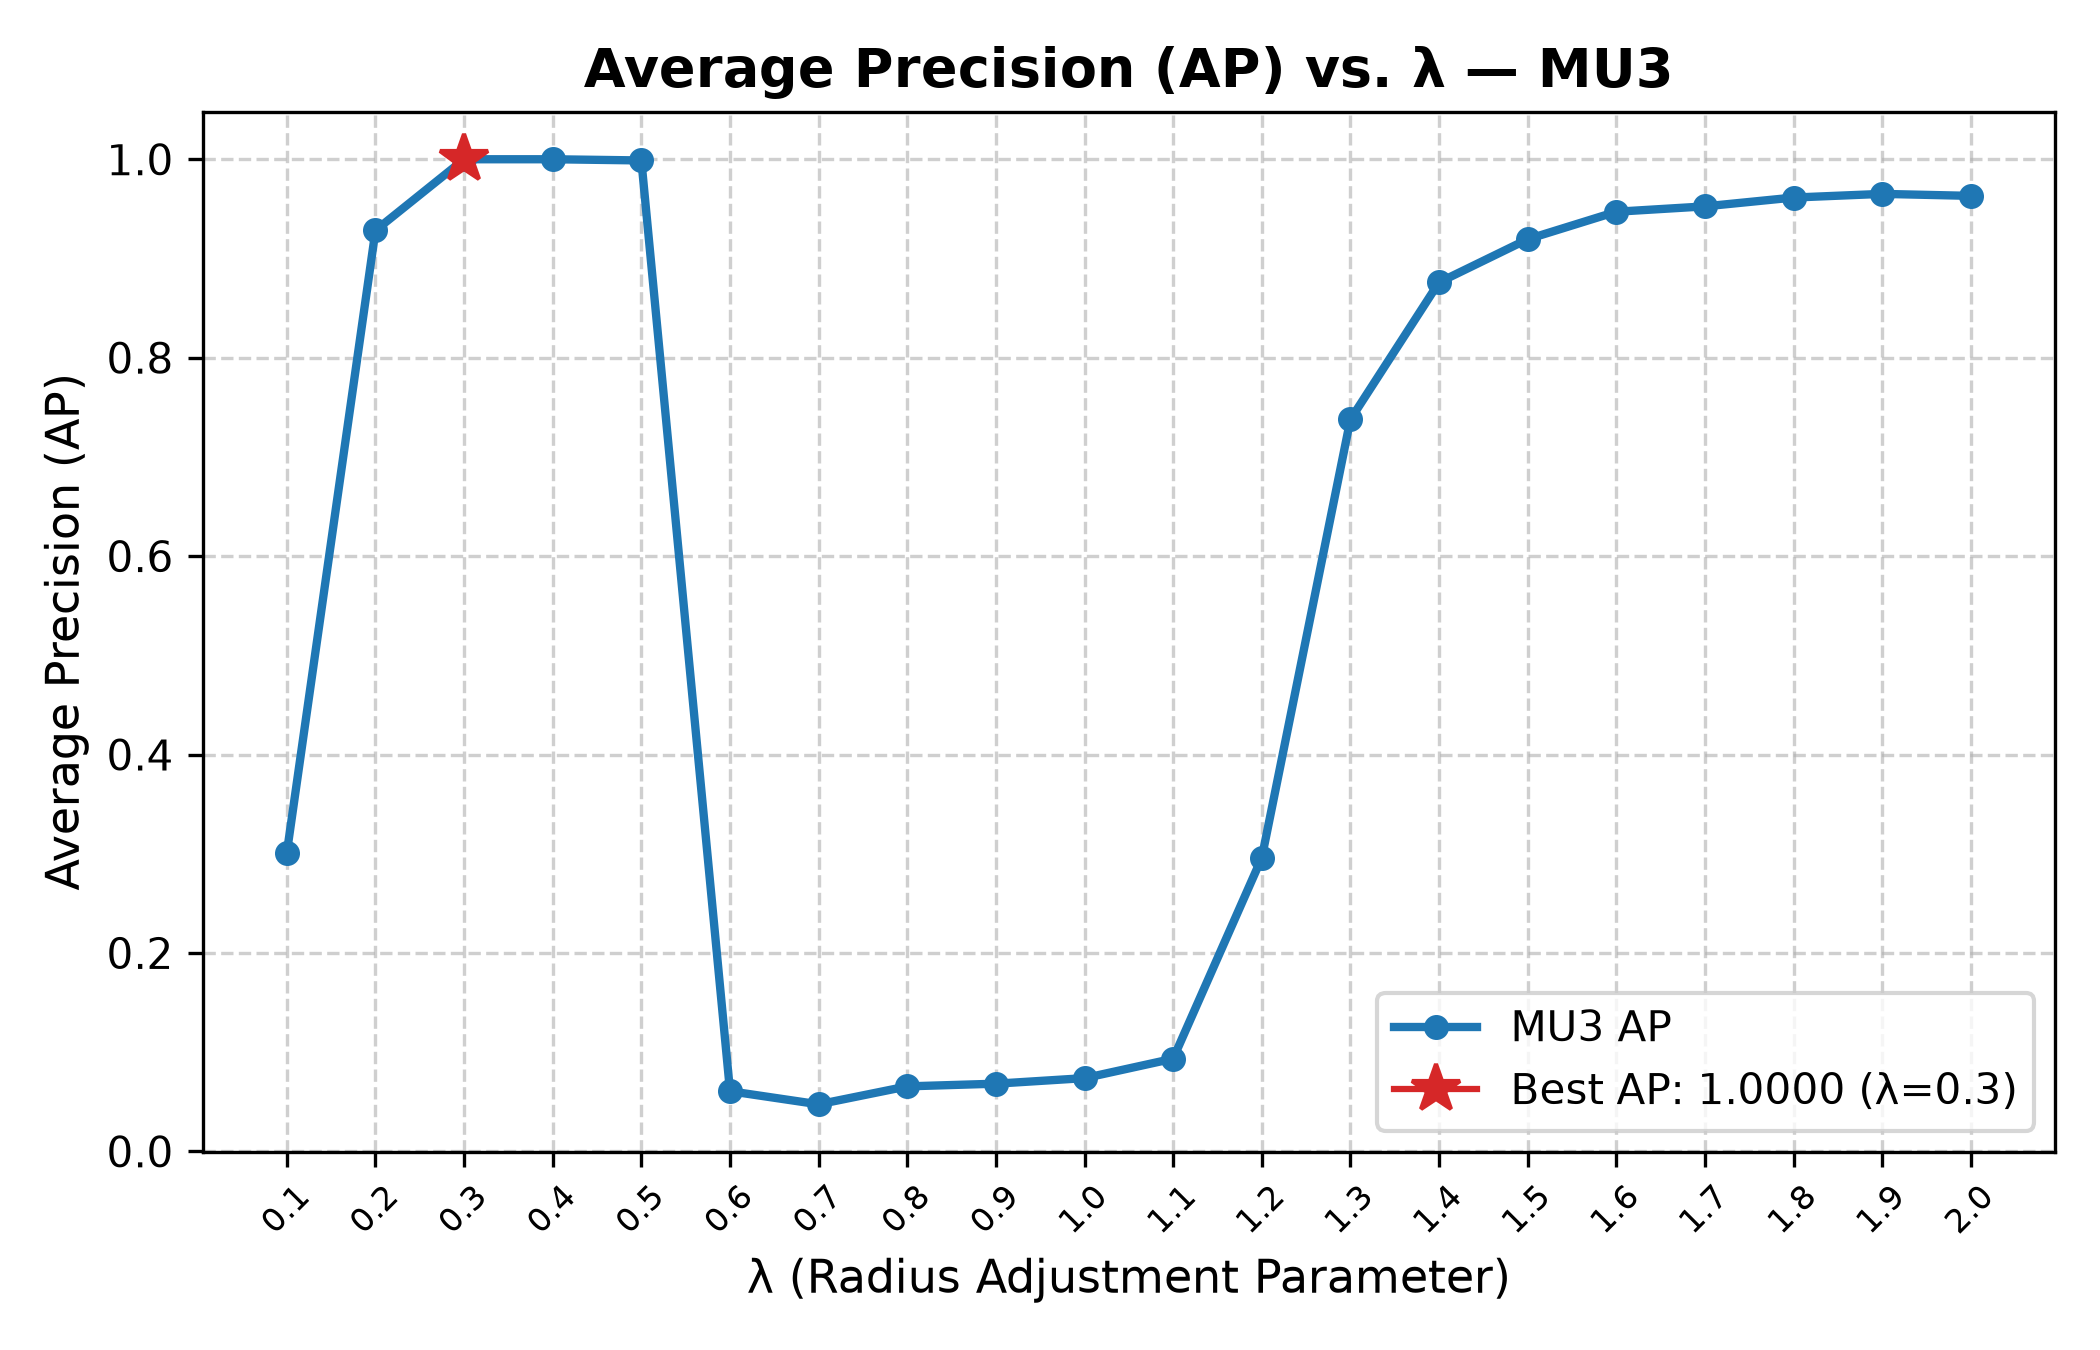 Average Precision (AP) vs. λ — MU3
Average Precision (AP)
1.0
0.8
0.6
0.4
0.2
0.0
MU3 AP
Best AP: 1.0000 (λ=0.3)
0.1 0.2 0.3 0.4 0.5 0.6 0.7 0.8 0.9 1.0 1.1 1.2 1.3 1.4 1.5 1.6 1.7 1.8 1.9 2.0
λ (Radius Adjustment Parameter)